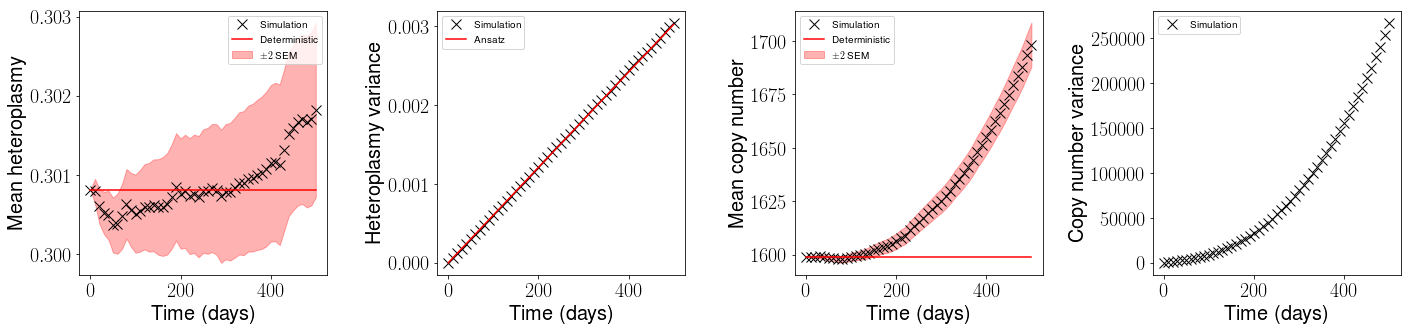 Mean heteroplasmy
0.303
0.302
0.301
0.300
0
200
400
Time (days)
Simulation
Deterministic
±2 SEM
Heteroplasmy variance
0.003
0.002
0.001
0.000
0
200
400
Time (days)
Simulation
Ansatz
Mean copy number
1700
1675
1650
1625
1600
0
200
400
Time (days)
Simulation
Deterministic
±2 SEM
Copy number variance
250000
200000
150000
100000
50000
0
0
200
400
Time (days)
Simulation